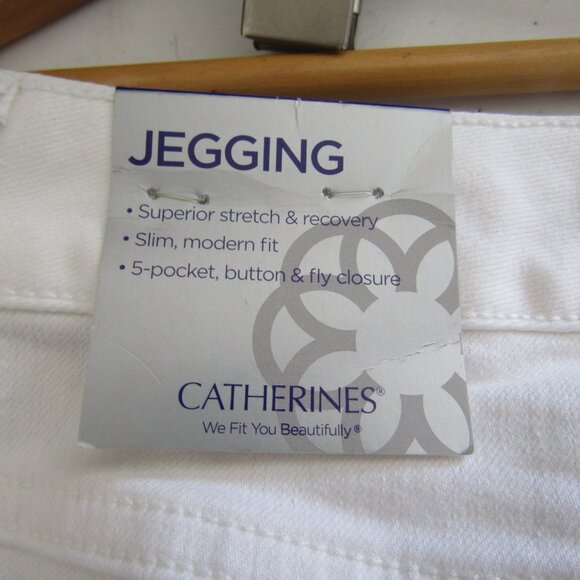 JEGGING
• Superior stretch & recovery
• Slim, modern fit
• 5-pocket, button & fly closure
CATHERINES®
We Fit You Beautifully®